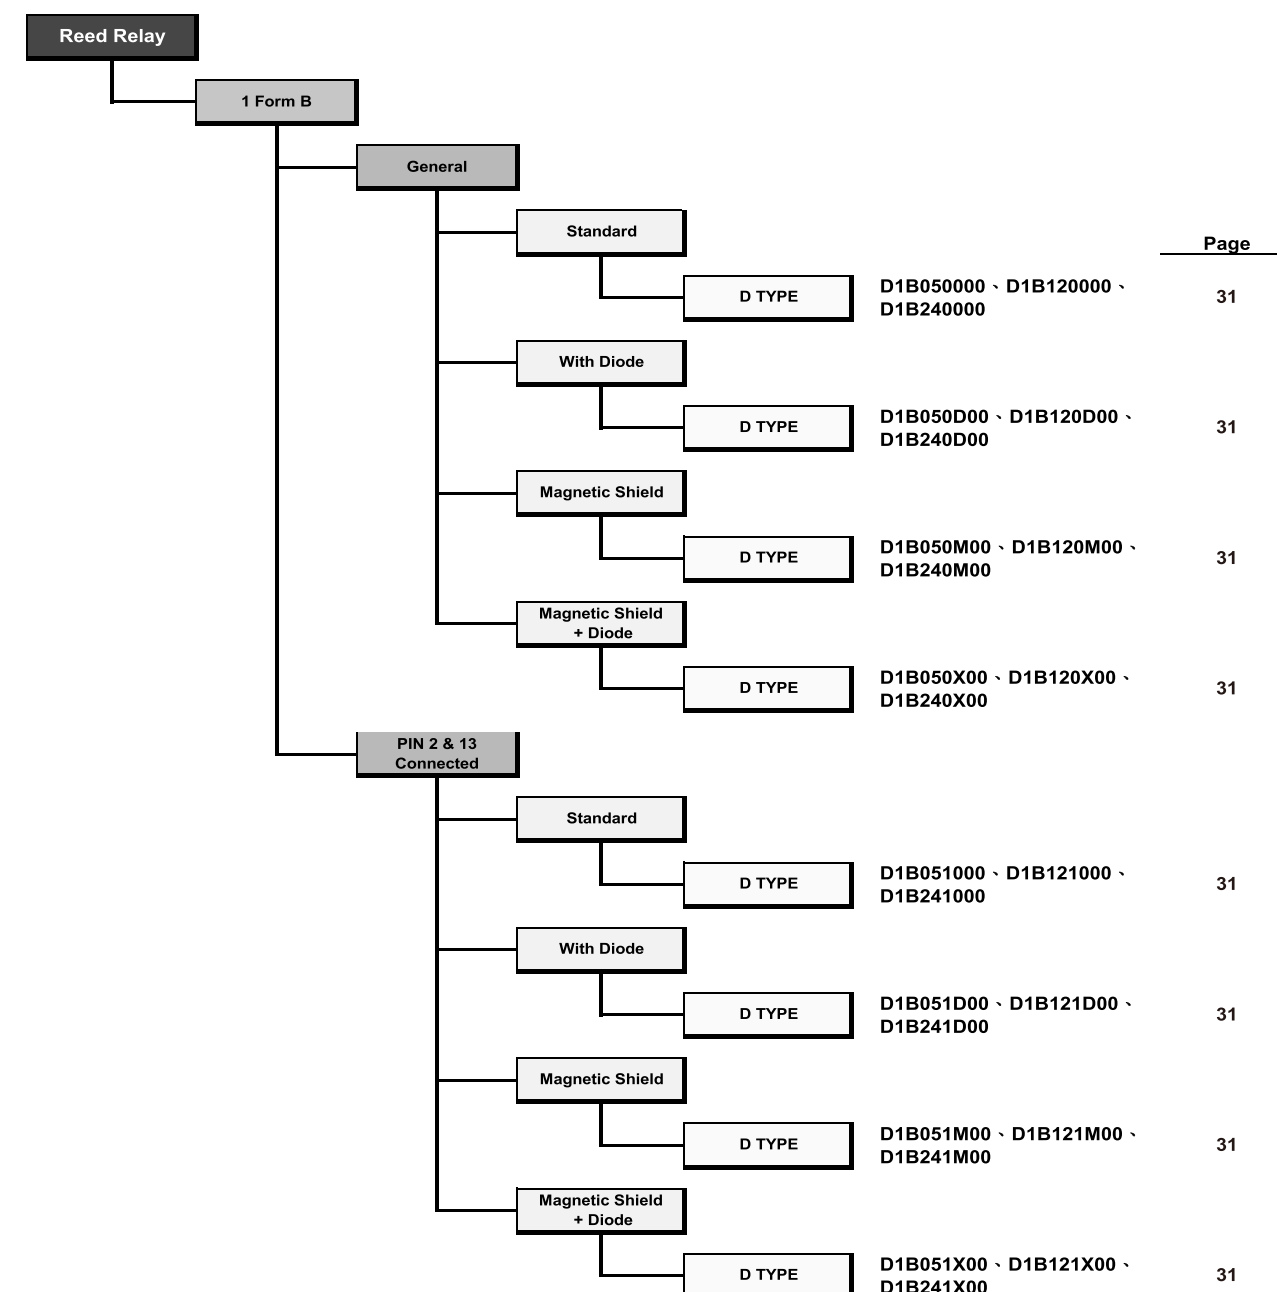 Reed Relay
1 Form B
General
Standard
Page
D TYPE
D1B050000、D1B120000、
D1B240000
31
With Diode
D TYPE
D1B050D00、D1B120D00、
D1B240D00
31
Magnetic Shield
D TYPE
D1B050M00、D1B120M00、
D1B240M00
31
Magnetic Shield
+ Diode
D TYPE
D1B050X00、D1B120X00、
D1B240X00
31
PIN 2 & 13
Connected
Standard
D TYPE
D1B051000、D1B121000、
D1B241000
31
With Diode
D TYPE
D1B051D00、D1B121D00、
D1B241D00
31
Magnetic Shield
D TYPE
D1B051M00、D1B121M00、
D1B241M00
31
Magnetic Shield
+ Diode
D TYPE
D1B051X00、D1B121X00、
D1B241X00
31